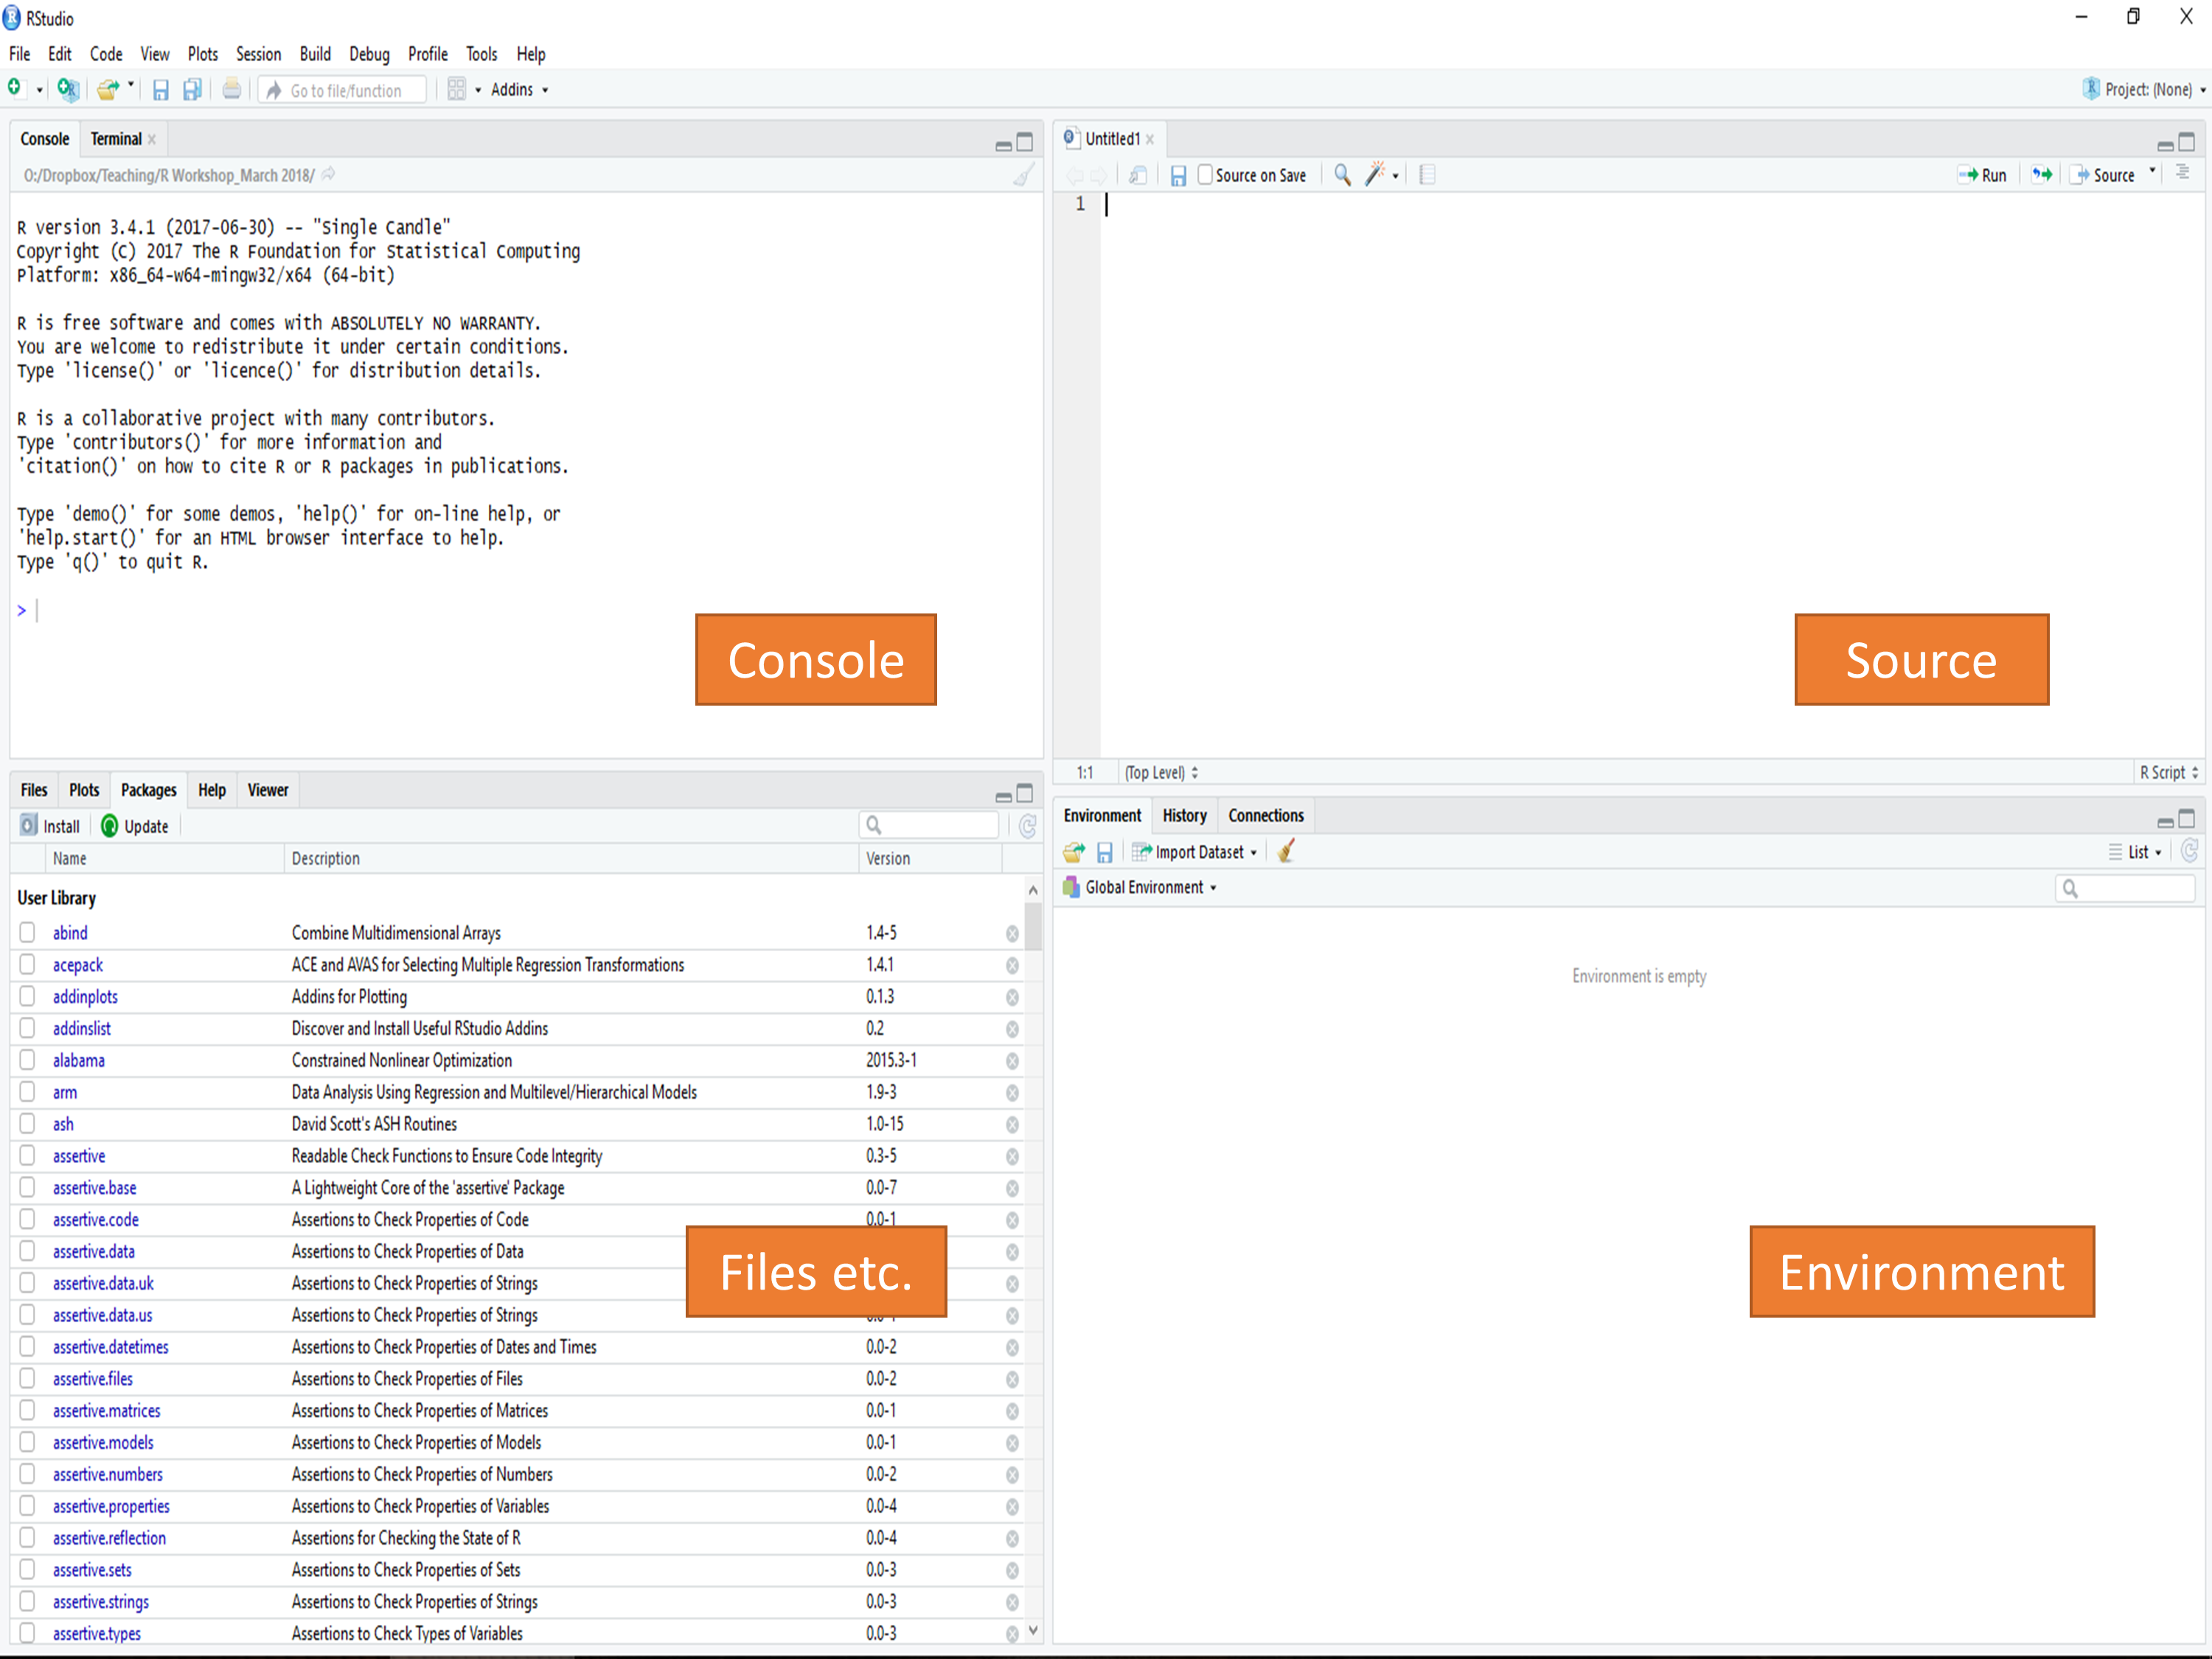 RStudio
File Edit Code View Plots Session Build Debug Profile Tools Help
Go to file/function Addins Project: (None)
Console Terminal
O:/Dropbox/Teaching/R Workshop_March 2018/
R version 3.4.1 (2017-06-30) -- "Single Candle"
Copyright (C) 2017 The R Foundation for Statistical Computing
Platform: x86_64-w64-mingw32/x64 (64-bit)
R is free software and comes with ABSOLUTELY NO WARRANTY.
You are welcome to redistribute it under certain conditions.
Type 'license()' or 'licence()' for distribution details.
R is a collaborative project with many contributors.
Type 'contributors()' for more information and
'citation()' on how to cite R or R packages in publications.
Type 'demo()' for some demos, 'help()' for on-line help, or
'help.start()' for an HTML browser interface to help.
Type 'q()' to quit R.
>
Console
Untitled1
Source on Save Run Source
1
Source
1:1 (Top Level) R Script
Files Plots Packages Help Viewer
Install Update
Name Description Version
User Library
abind Combine Multidimensional Arrays 1.4-5
acepack ACE and AVAS for Selecting Multiple Regression Transformations 1.4.1
addinplots Addins for Plotting 0.1.3
addinslist Discover and Install Useful RStudio Addins 0.2
alabama Constrained Nonlinear Optimization 2015.3-1
arm Data Analysis Using Regression and Multilevel/Hierarchical Models 1.9-3
ash David Scott's ASH Routines 1.0-15
assertive Readable Check Functions to Ensure Code Integrity 0.3-5
assertive.base A Lightweight Core of the 'assertive' Package 0.0-7
assertive.code Assertions to Check Properties of Code 0.0-1
assertive.data Assertions to Check Properties of Data
assertive.data.uk Assertions to Check Properties of Strings
assertive.data.us Assertions to Check Properties of Strings
assertive.datetimes Assertions to Check Properties of Dates and Times 0.0-2
assertive.files Assertions to Check Properties of Files 0.0-2
assertive.matrices Assertions to Check Properties of Matrices 0.0-1
assertive.models Assertions to Check Properties of Models 0.0-1
assertive.numbers Assertions to Check Properties of Numbers 0.0-2
assertive.properties Assertions to Check Properties of Variables 0.0-4
assertive.reflection Assertions for Checking the State of R 0.0-4
assertive.sets Assertions to Check Properties of Sets 0.0-3
assertive.strings Assertions to Check Properties of Strings 0.0-3
assertive.types Assertions to Check Types of Variables 0.0-3
Files etc.
Environment History Connections
Import Dataset List
Global Environment
Environment is empty
Environment